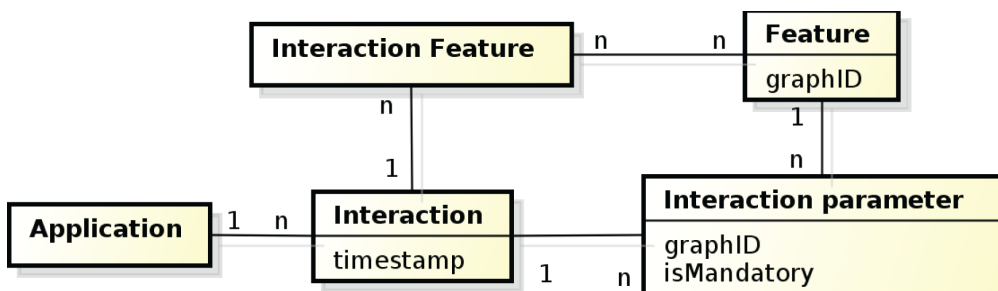 Interaction Feature
n
n
Feature
graphID
n
1
1
n
Application
1
n
Interaction
timestamp
1
n
Interaction parameter
graphID
isMandatory